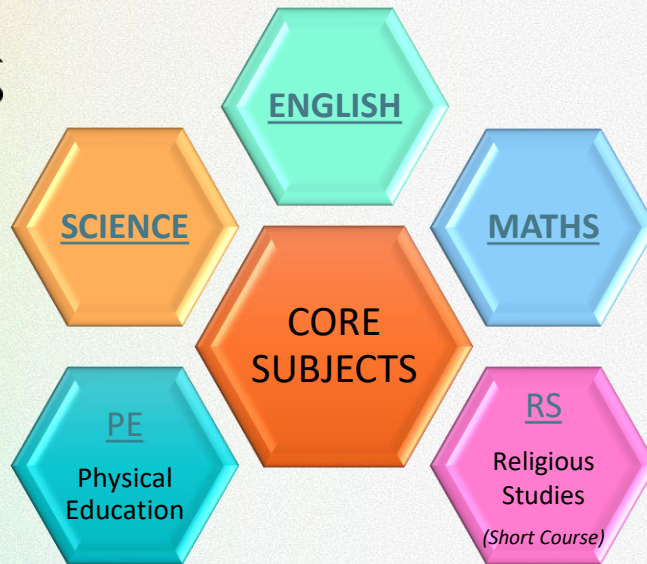 ENGLISH
SCIENCE
MATHS
CORE
SUBJECTS
PE
Physical
Education
RS
Religious
Studies
(Short Course)